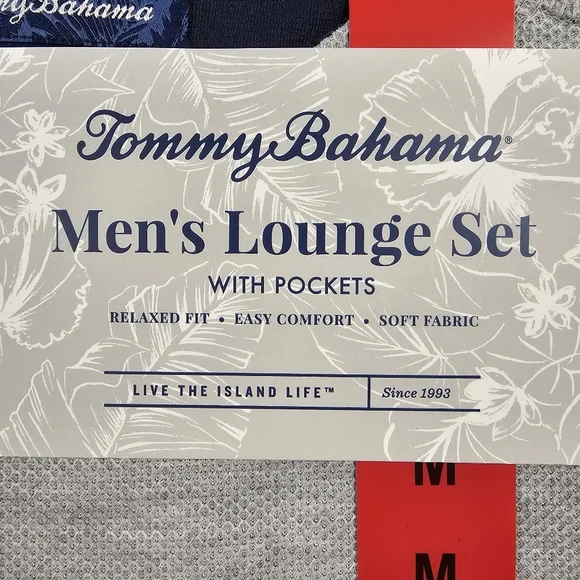 Bahama
Tommy Bahama®
Men's Lounge Set
WITH POCKETS
RELAXED FIT • EASY COMFORT • SOFT FABRIC
LIVE THE ISLAND LIFE™ Since 1993
M
M